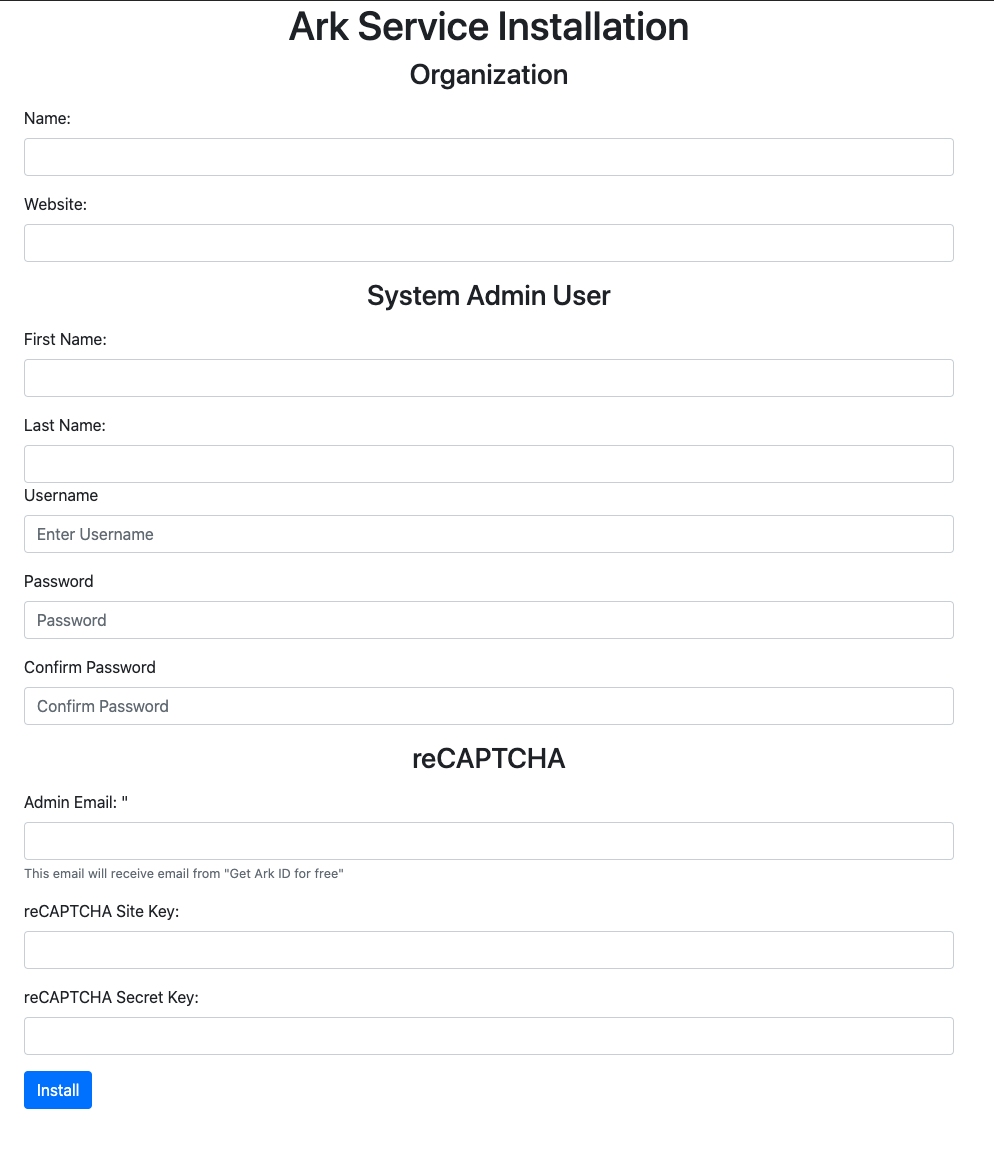 Ark Service Installation
Organization
Name:
Website:
System Admin User
First Name:
Last Name:
Username
Enter Username
Password
Password
Confirm Password
Confirm Password
reCAPTCHA
Admin Email: "
This email will receive email from "Get Ark ID for free"
reCAPTCHA Site Key:
reCAPTCHA Secret Key:
Install